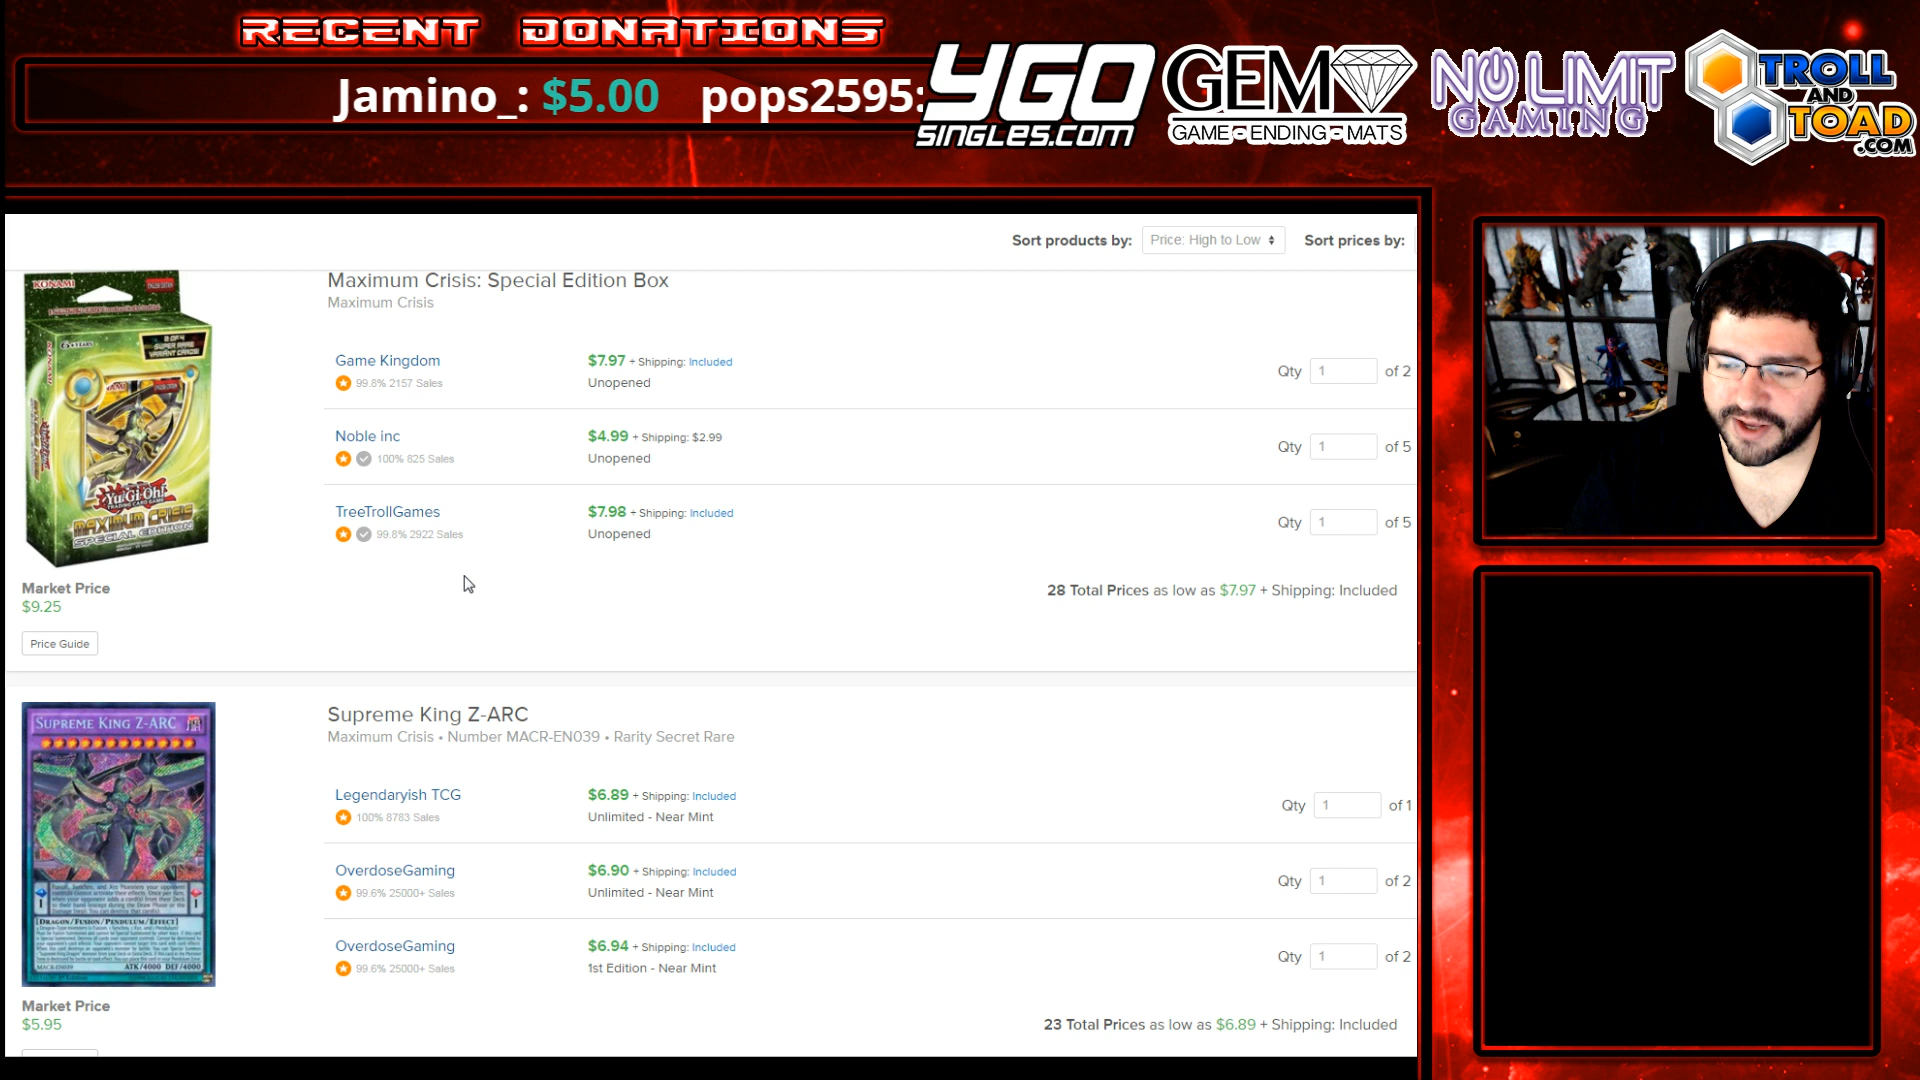 RECENT DONATIONS
Jamino_: $5.00 pops2595:
YGO
SINGLES.COM
GEM
GAME-ENDING-MATS
NO LIMIT
GAMING
TROLL
AND
TOAD
.COM
Sort products by: Price: High to Low Sort prices by:
KONAMI
Yu-Gi-Oh!
MAXIMUM CRISIS
SPECIAL EDITION
Market Price
$9.25
Price Guide
Maximum Crisis: Special Edition Box
Maximum Crisis
Game Kingdom $7.97 + Shipping: Included
99.8% 2157 Sales Unopened
Qty 1 of 2
Noble inc $4.99 + Shipping: $2.99
100% 825 Sales Unopened
Qty 1 of 5
TreeTrollGames $7.98 + Shipping: Included
99.8% 2922 Sales Unopened
Qty 1 of 5
28 Total Prices as low as $7.97 + Shipping: Included
SUPREME KING Z-ARC
[DRAGON/FUSION/PENDULUM/EFFECT]
MACR-EN039
ATK/4000 DEF/4000
Market Price
$5.95
Supreme King Z-ARC
Maximum Crisis • Number MACR-EN039 • Rarity Secret Rare
Legendaryish TCG $6.89 + Shipping: Included
100% 8783 Sales Unlimited - Near Mint
Qty 1 of 1
OverdoseGaming $6.90 + Shipping: Included
99.6% 25000+ Sales Unlimited - Near Mint
Qty 1 of 2
OverdoseGaming $6.94 + Shipping: Included
99.6% 25000+ Sales 1st Edition - Near Mint
Qty 1 of 2
23 Total Prices as low as $6.89 + Shipping: Included